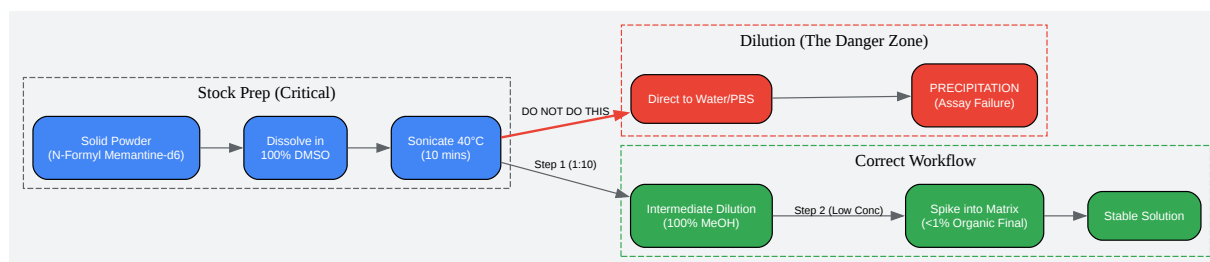 Stock Prep (Critical)
Solid Powder
(N-Formyl Memantine-d6)
Dissolve in
100% DMSO
Sonicate 40°C
(10 mins)
DO NOT DO THIS
Step 1 (1:10)
Dilution (The Danger Zone)
Direct to Water/PBS
PRECIPITATION
(Assay Failure)
Correct Workflow
Intermediate Dilution
(100% MeOH)
Step 2 (Low Conc)
Spike into Matrix
(<1% Organic Final)
Stable Solution